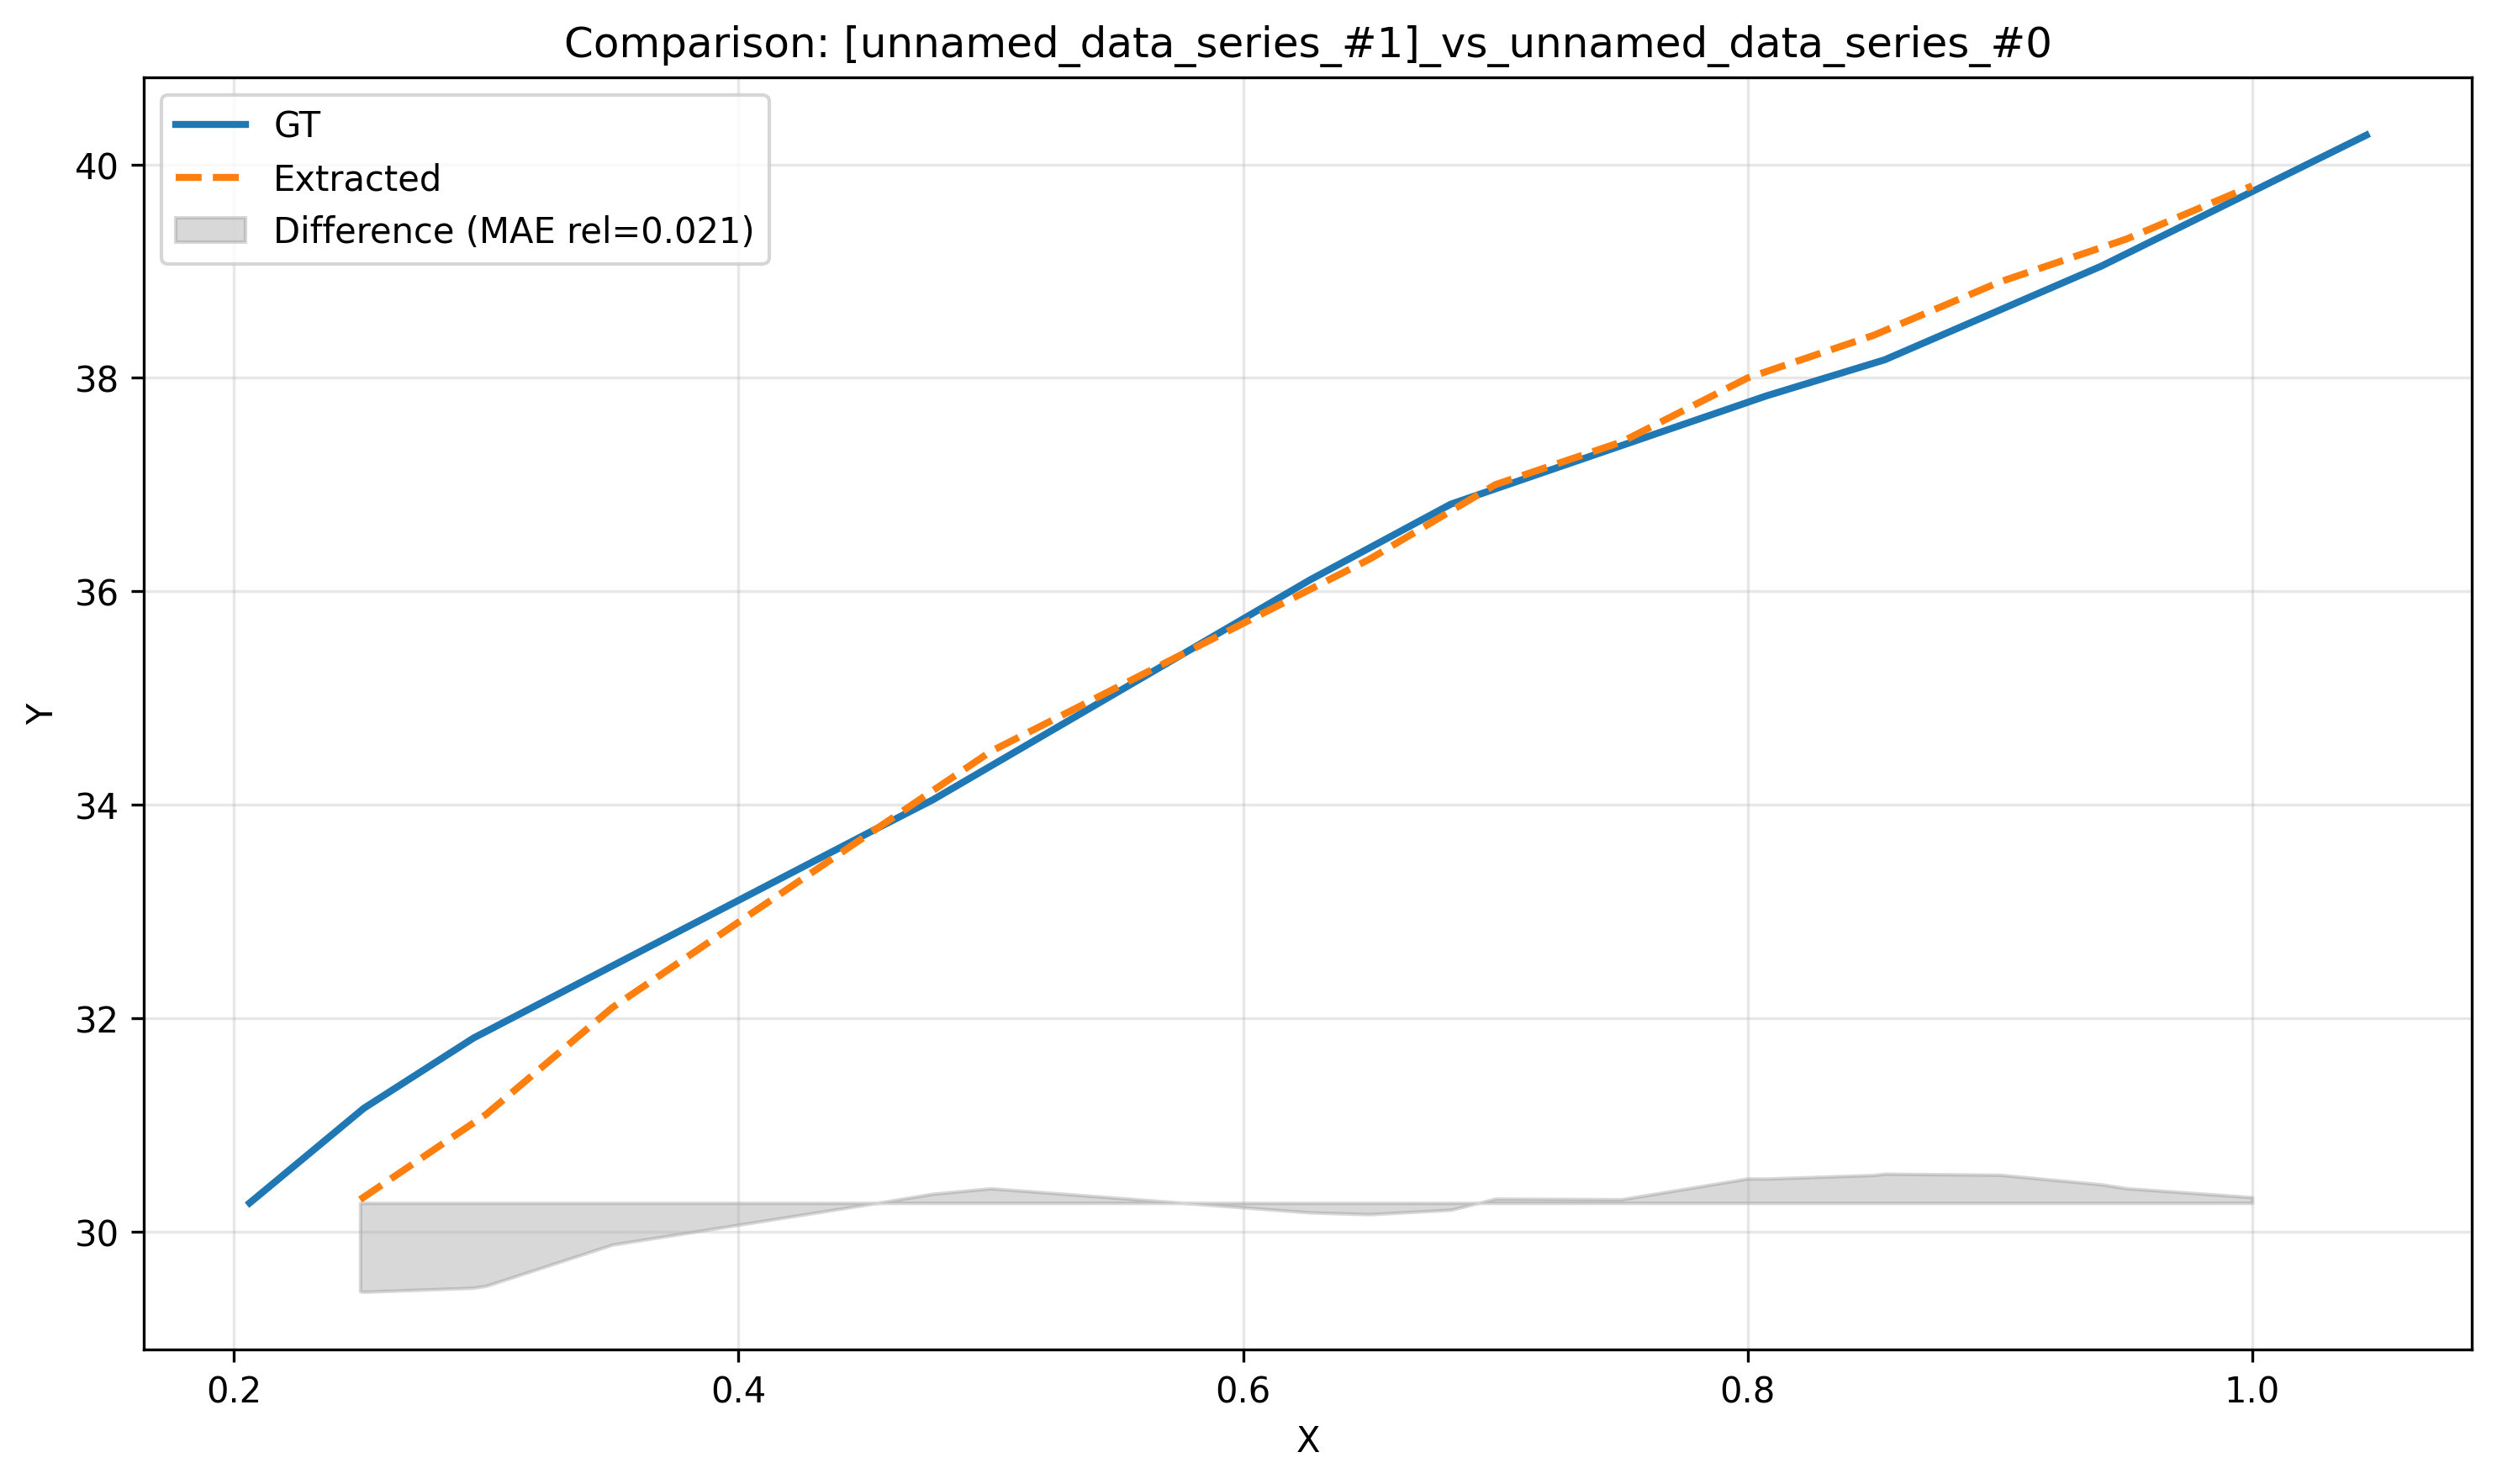 Comparison: [unnamed_data_series_#1]_vs_unnamed_data_series_#0
GT
Extracted
Difference (MAE rel=0.021)
40
38
36
34
32
30
Y
0.2 0.4 0.6 0.8 1.0
X